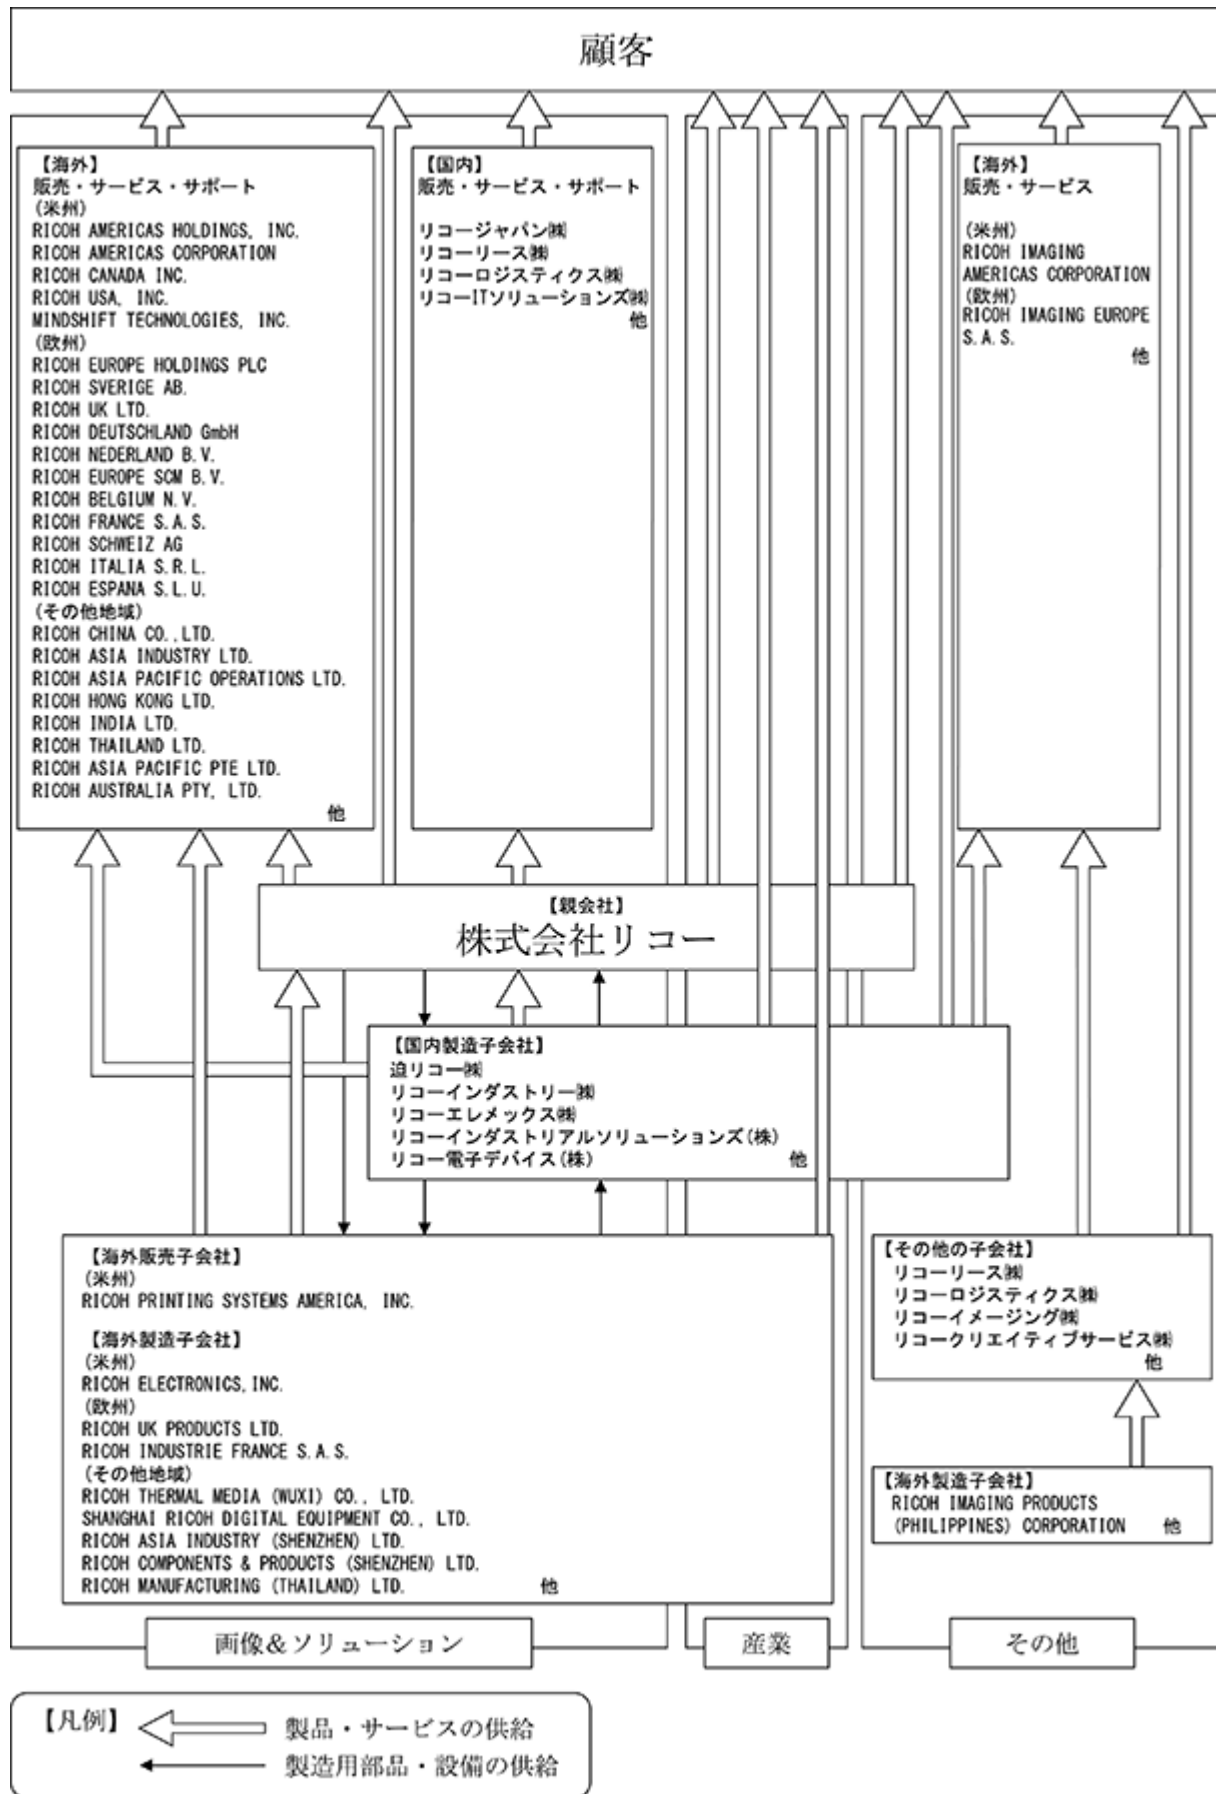 顧客
【海外】
販売・サービス・サポート
(米州)
RICOH AMERICAS HOLDINGS, INC.
RICOH AMERICAS CORPORATION
RICOH CANADA INC.
RICOH USA, INC.
MINDSHIFT TECHNOLOGIES, INC.
(欧州)
RICOH EUROPE HOLDINGS PLC
RICOH SVERIGE AB.
RICOH UK LTD.
RICOH DEUTSCHLAND GmbH
RICOH NEDERLAND B.V.
RICOH EUROPE SCM B.V.
RICOH BELGIUM N.V.
RICOH FRANCE S.A.S.
RICOH SCHWEIZ AG
RICOH ITALIA S.R.L.
RICOH ESPANA S.L.U.
(その他地域)
RICOH CHINA CO.,LTD.
RICOH ASIA INDUSTRY LTD.
RICOH ASIA PACIFIC OPERATIONS LTD.
RICOH HONG KONG LTD.
RICOH INDIA LTD.
RICOH THAILAND LTD.
RICOH ASIA PACIFIC PTE LTD.
RICOH AUSTRALIA PTY, LTD.
他
【国内】
販売・サービス・サポート
リコージャパン㈱
リコーリース㈱
リコーロジスティクス㈱
リコーITソリューションズ㈱
他
【海外】
販売・サービス
(米州)
RICOH IMAGING
AMERICAS CORPORATION
(欧州)
RICOH IMAGING EUROPE
S.A.S.
他
【親会社】
株式会社リコー
【国内製造子会社】
迫リコー㈱
リコーインダストリー㈱
リコーエレメックス㈱
リコーインダストリアルソリューションズ(株)
リコー電子デバイス(株) 他
【海外販売子会社】
(米州)
RICOH PRINTING SYSTEMS AMERICA, INC.
【海外製造子会社】
(米州)
RICOH ELECTRONICS,INC.
(欧州)
RICOH UK PRODUCTS LTD.
RICOH INDUSTRIE FRANCE S.A.S.
(その他地域)
RICOH THERMAL MEDIA (WUXI) CO., LTD.
SHANGHAI RICOH DIGITAL EQUIPMENT CO., LTD.
RICOH ASIA INDUSTRY (SHENZHEN) LTD.
RICOH COMPONENTS & PRODUCTS (SHENZHEN) LTD.
RICOH MANUFACTURING (THAILAND) LTD. 他
【その他の子会社】
リコーリース㈱
リコーロジスティクス㈱
リコーイメージング㈱
リコークリエイティブサービス㈱
他
【海外製造子会社】
RICOH IMAGING PRODUCTS
(PHILIPPINES) CORPORATION 他
画像&ソリューション
産業
その他
【凡例】 製品・サービスの供給
製造用部品・設備の供給